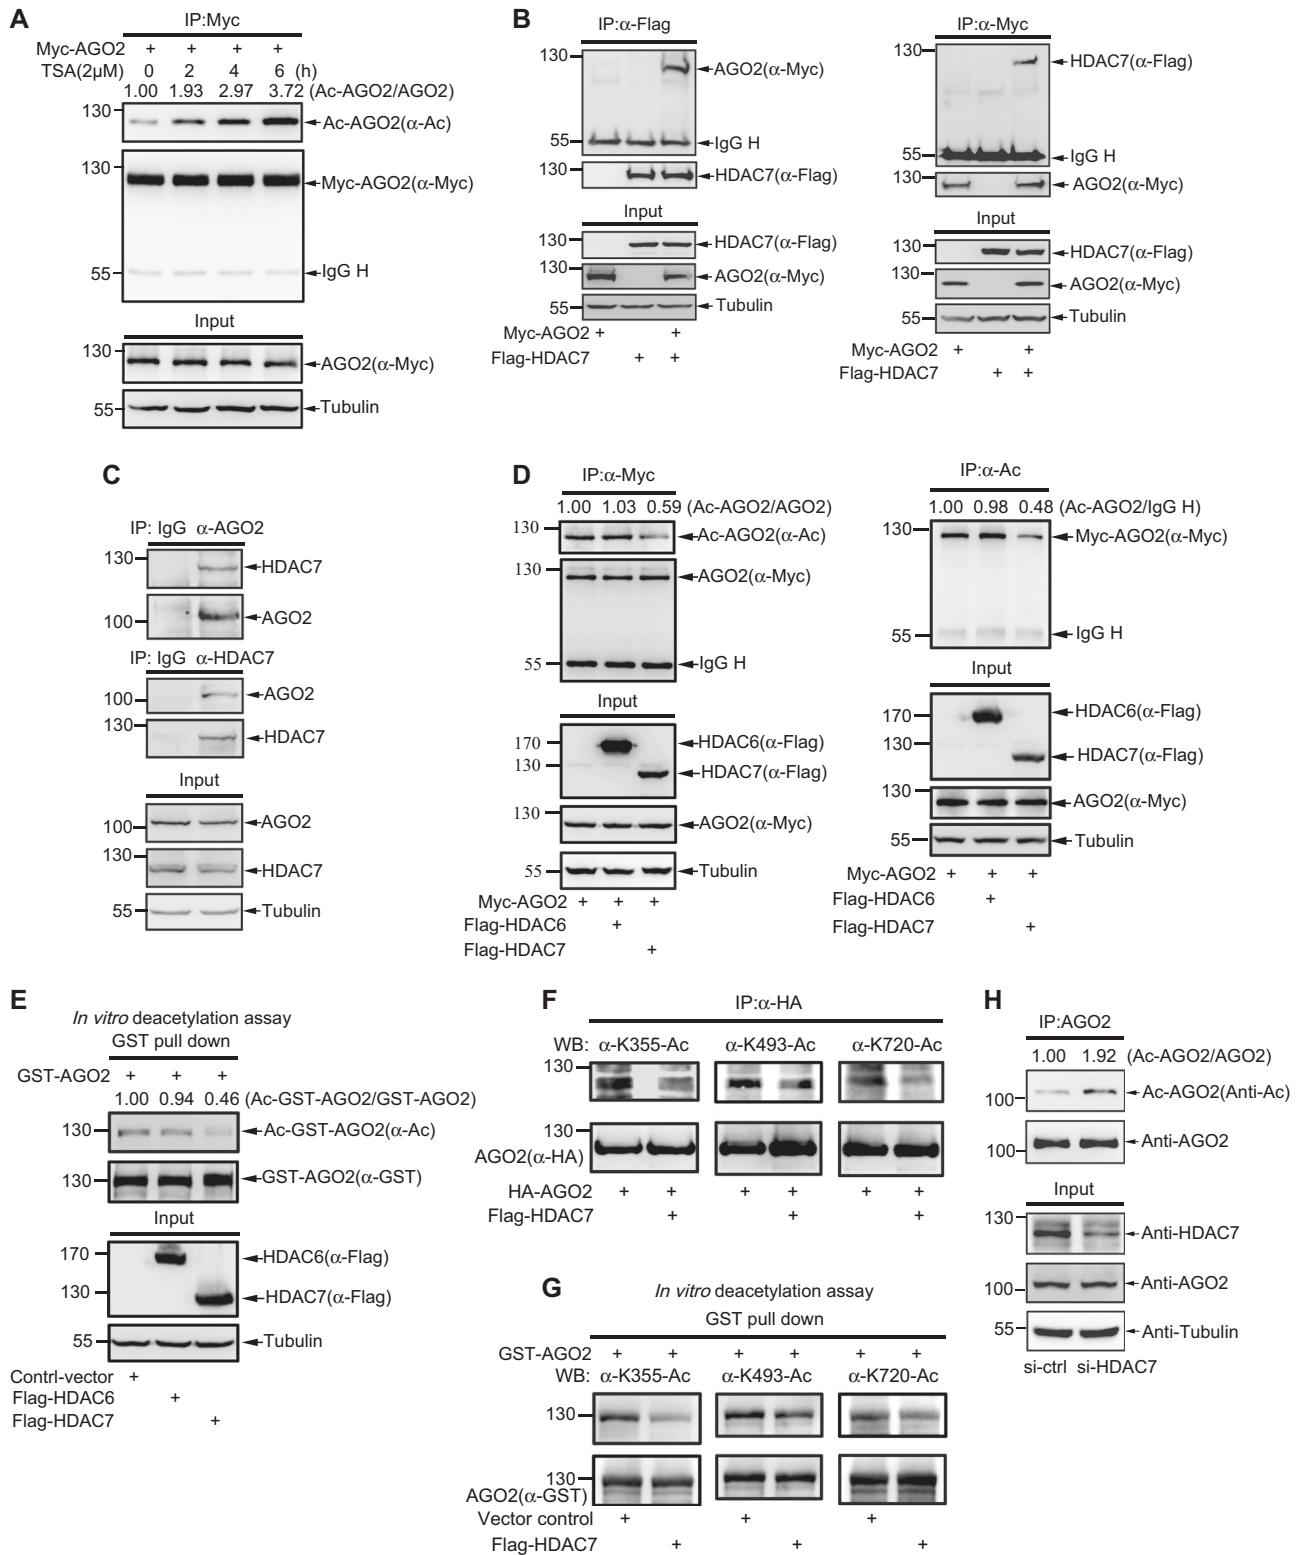 A
IP:Myc
Myc-AGO2 + + + +
TSA(2μM) 0 2 4 6 (h)
1.00 1.93 2.97 3.72 (Ac-AGO2/AGO2)
130
Ac-AGO2(α-Ac)
130
Myc-AGO2(α-Myc)
55
IgG H
Input
130
AGO2(α-Myc)
55
Tubulin
B
IP:α-Flag
130
AGO2(α-Myc)
55
IgG H
130
HDAC7(α-Flag)
Input
130
HDAC7(α-Flag)
130
AGO2(α-Myc)
55
Tubulin
Myc-AGO2 + +
Flag-HDAC7 + +
IP:α-Myc
130
HDAC7(α-Flag)
55
IgG H
130
AGO2(α-Myc)
Input
130
HDAC7(α-Flag)
130
AGO2(α-Myc)
55
Tubulin
Myc-AGO2 + +
Flag-HDAC7 + +
C
IP: IgG α-AGO2
130
HDAC7
100
AGO2
IP: IgG α-HDAC7
100
AGO2
130
HDAC7
Input
100
AGO2
130
HDAC7
55
Tubulin
D
IP:α-Myc
1.00 1.03 0.59 (Ac-AGO2/AGO2)
130
Ac-AGO2(α-Ac)
130
AGO2(α-Myc)
55
IgG H
Input
170
HDAC6(α-Flag)
130
HDAC7(α-Flag)
130
AGO2(α-Myc)
55
Tubulin
Myc-AGO2 + + +
Flag-HDAC6 +
Flag-HDAC7 +
IP:α-Ac
1.00 0.98 0.48 (Ac-AGO2/IgG H)
130
Myc-AGO2(α-Myc)
55
IgG H
Input
170
HDAC6(α-Flag)
130
HDAC7(α-Flag)
130
AGO2(α-Myc)
55
Tubulin
Myc-AGO2 + + +
Flag-HDAC6 +
Flag-HDAC7 +
E
In vitro deacetylation assay
GST pull down
GST-AGO2 + + +
1.00 0.94 0.46 (Ac-GST-AGO2/GST-AGO2)
130
Ac-GST-AGO2(α-Ac)
130
GST-AGO2(α-GST)
Input
170
HDAC6(α-Flag)
130
HDAC7(α-Flag)
55
Tubulin
Contrl-vector +
Flag-HDAC6 +
Flag-HDAC7 +
F
IP:α-HA
WB: α-K355-Ac α-K493-Ac α-K720-Ac
130
130
AGO2(α-HA)
HA-AGO2 + + + + + +
Flag-HDAC7 + + +
G
In vitro deacetylation assay
GST pull down
GST-AGO2 + + + + + +
WB: α-K355-Ac α-K493-Ac α-K720-Ac
130
130
AGO2(α-GST)
Vector control + + +
Flag-HDAC7 + + +
H
IP:AGO2
1.00 1.92 (Ac-AGO2/AGO2)
100
Ac-AGO2(Anti-Ac)
100
Anti-AGO2
Input
130
Anti-HDAC7
100
Anti-AGO2
55
Anti-Tubulin
si-ctrl si-HDAC7